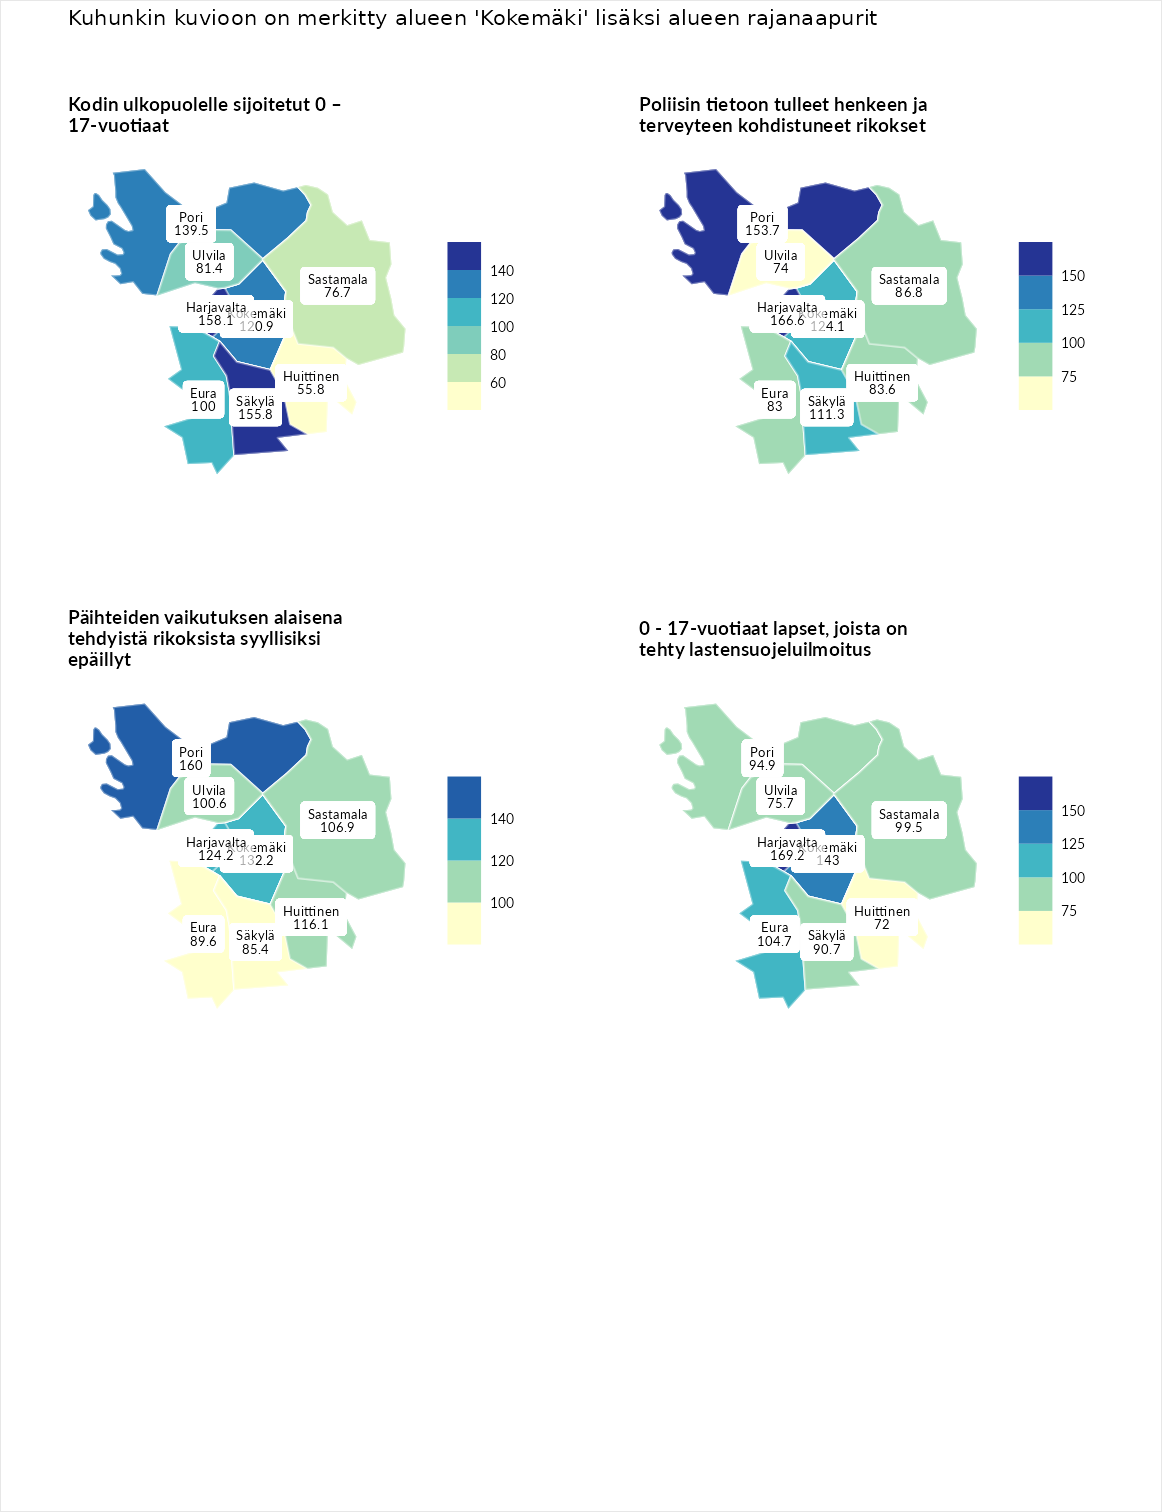 Kuhunkin kuvioon on merkitty alueen 'Kokemäki' lisäksi alueen rajanaapurit
Kodin ulkopuolelle sijoitetut 0 –
17-vuotiaat
Pori
139.5
Ulvila
81.4
Sastamala
76.7
Harjavalta
158.1
Kokemäki
120.9
Huittinen
55.8
Eura
100
Säkylä
155.8
140
120
100
80
60
Poliisin tietoon tulleet henkeen ja
terveyteen kohdistuneet rikokset
Pori
153.7
Ulvila
74
Sastamala
86.8
Harjavalta
166.6
Kokemäki
124.1
Huittinen
83.6
Eura
83
Säkylä
111.3
150
125
100
75
Päihteiden vaikutuksen alaisena
tehdyistä rikoksista syyllisiksi
epäillyt
Pori
160
Ulvila
100.6
Sastamala
106.9
Harjavalta
124.2
Kokemäki
132.2
Huittinen
116.1
Eura
89.6
Säkylä
85.4
140
120
100
0 - 17-vuotiaat lapset, joista on
tehty lastensuojeluilmoitus
Pori
94.9
Ulvila
75.7
Sastamala
99.5
Harjavalta
169.2
Kokemäki
143
Huittinen
72
Eura
104.7
Säkylä
90.7
150
125
100
75